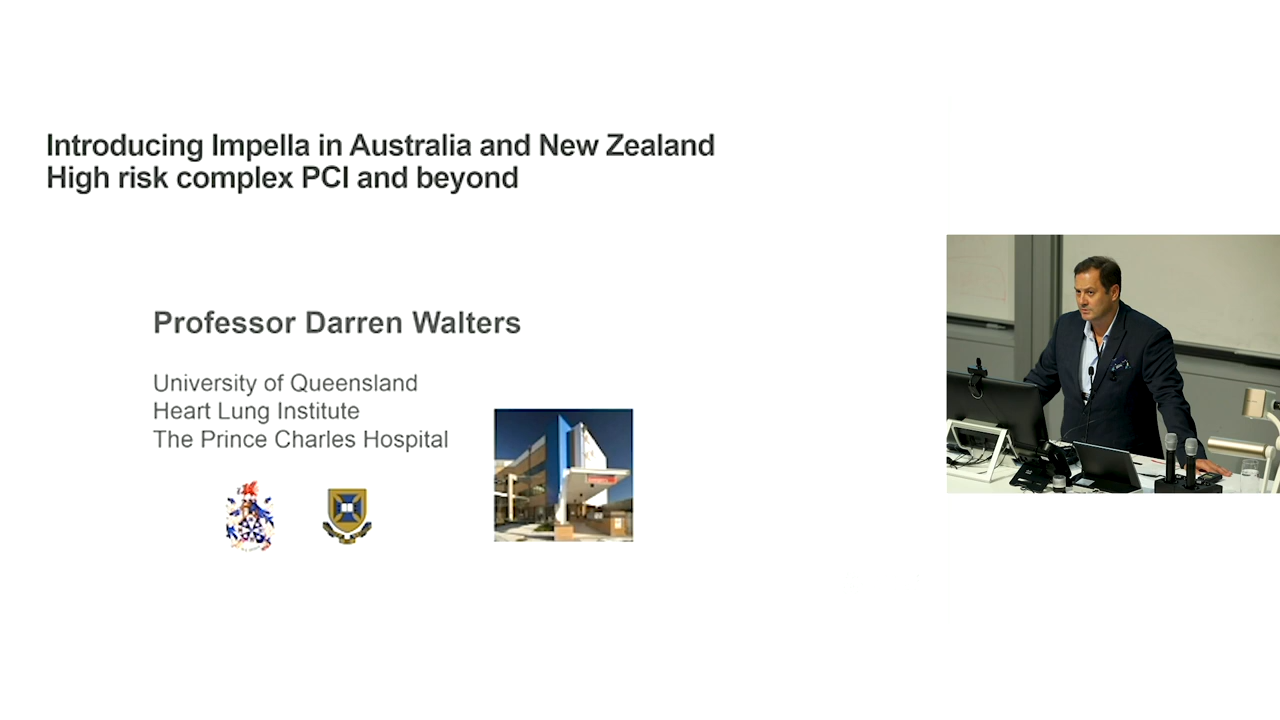 Introducing Impella in Australia and New Zealand
High risk complex PCI and beyond
Professor Darren Walters
University of Queensland
Heart Lung Institute
The Prince Charles Hospital